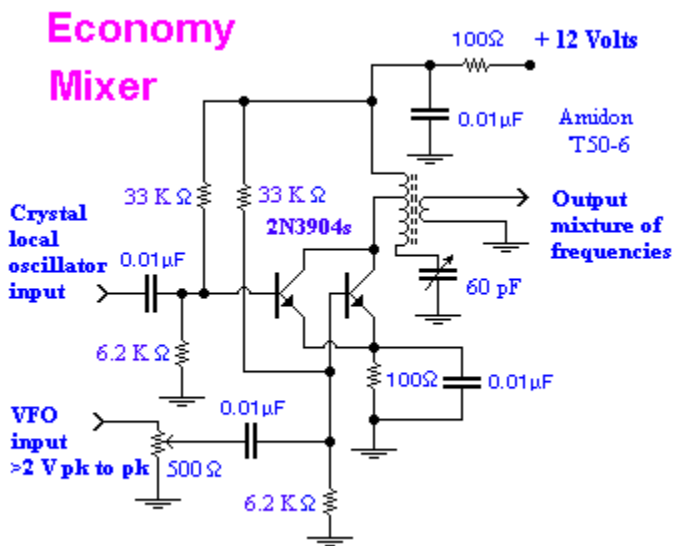 Economy
Mixer
100Ω
+ 12 Volts
0.01µF
Amidon
T50-6
33 K Ω
33 K Ω
2N3904s
Crystal
local
oscillator
input
0.01µF
Output
mixture of
frequencies
60 pF
6.2 K Ω
100Ω
0.01µF
VFO
input
>2 V pk to pk
0.01µF
500 Ω
6.2 K Ω